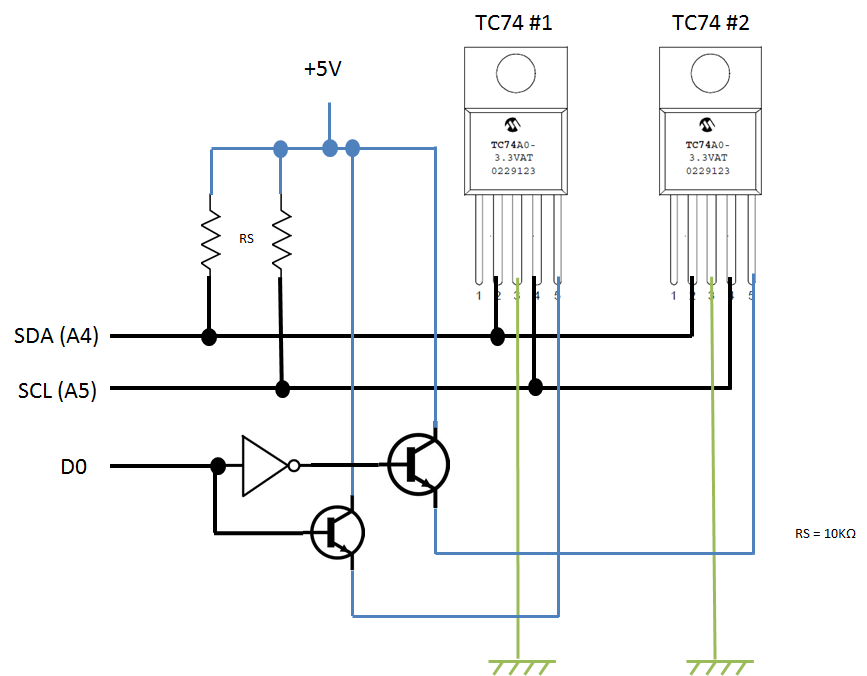 TC74 #1
TC74 #2
+5V
TC74A0-
3.3VAT
0229123
TC74A0-
3.3VAT
0229123
RS
1 2 3 4 5
1 2 3 4 5
SDA (A4)
SCL (A5)
D0
RS = 10KΩ